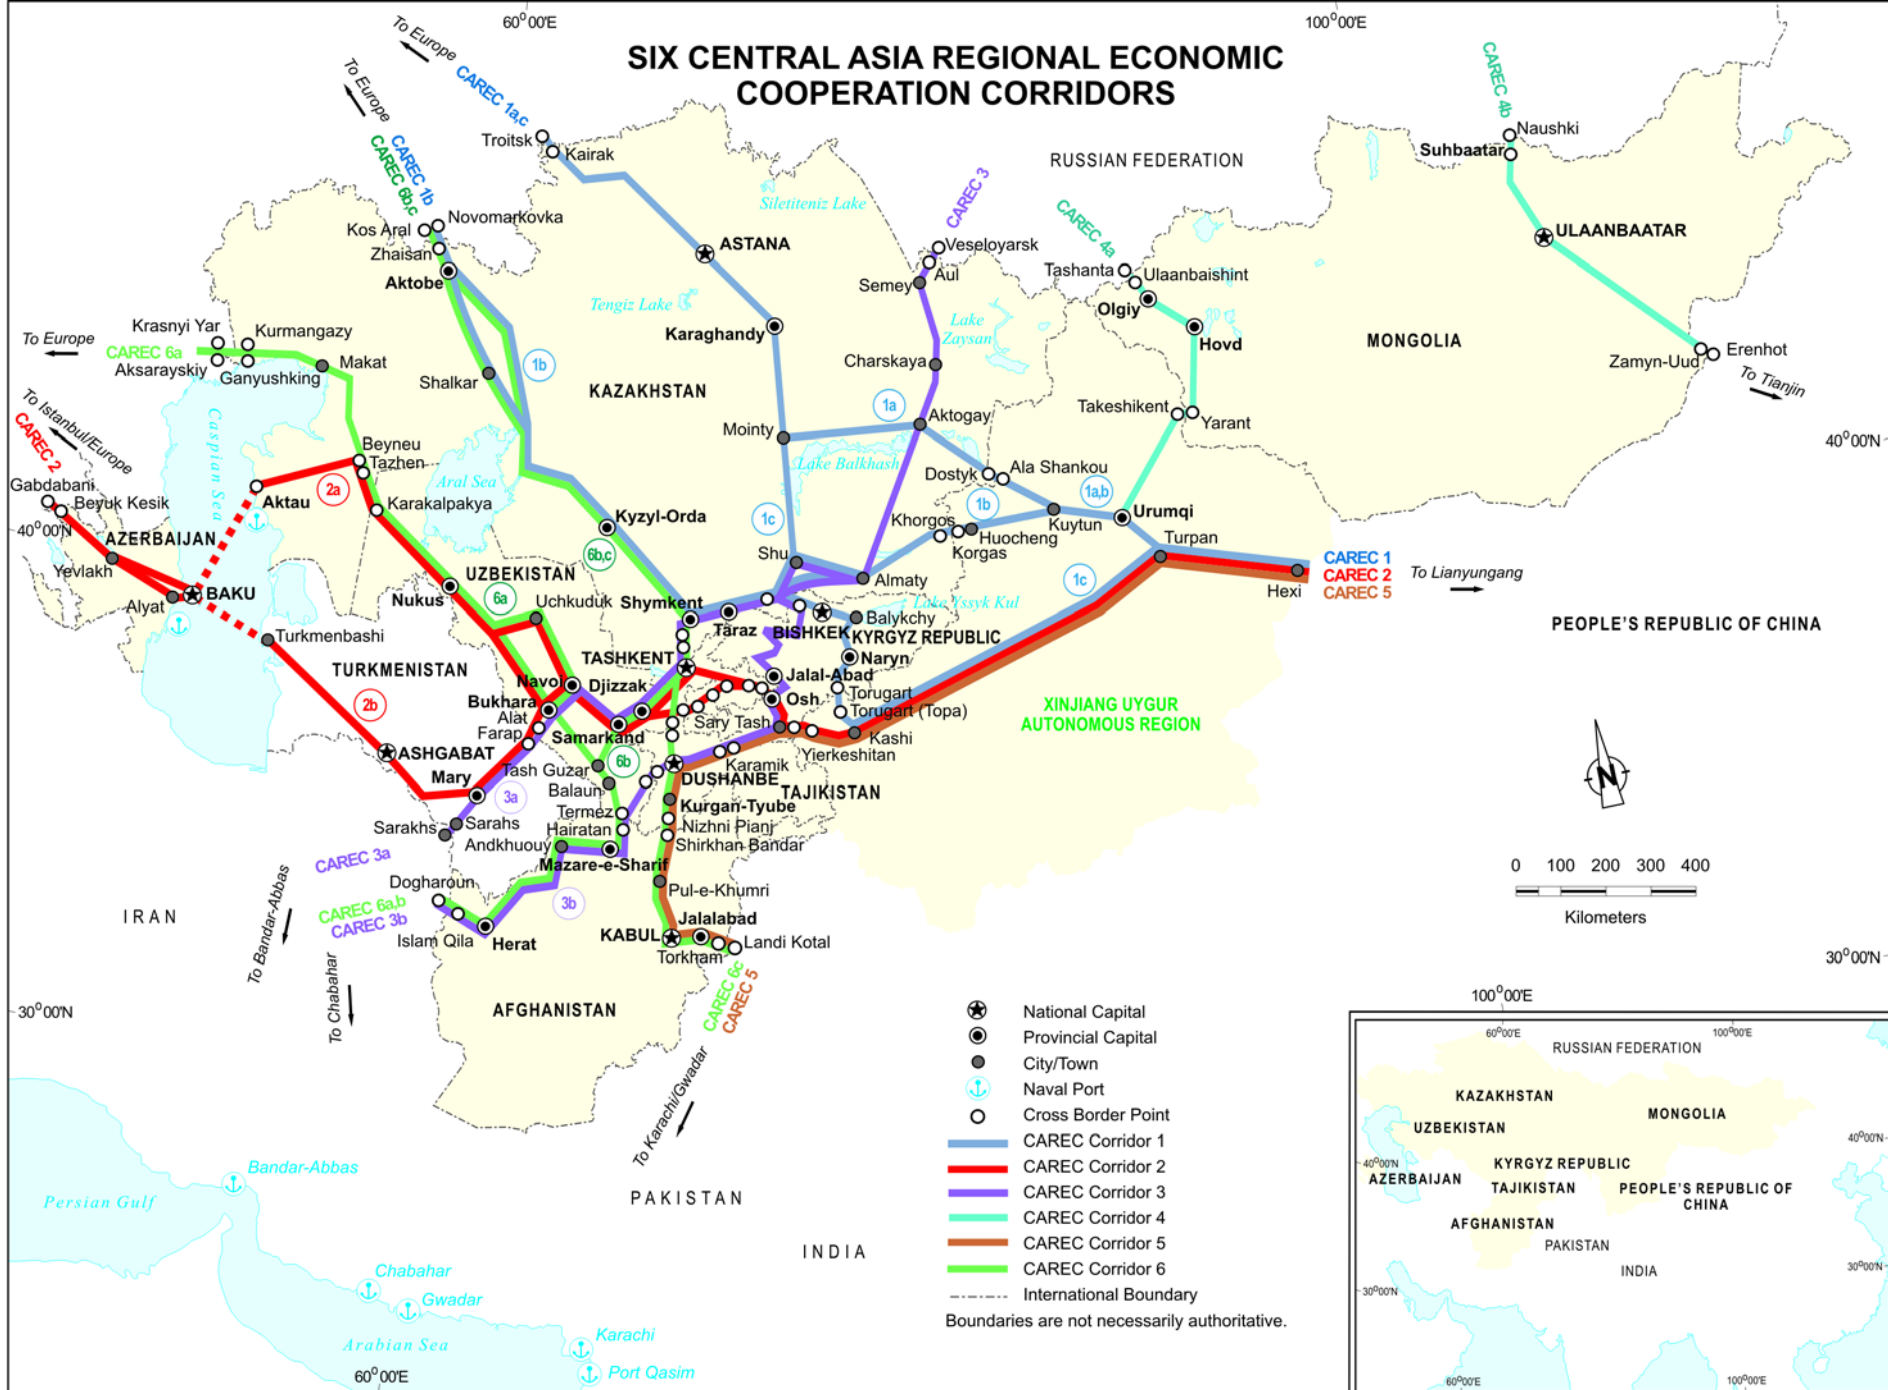 60°00'E
100°00'E
SIX CENTRAL ASIA REGIONAL ECONOMIC
COOPERATION CORRIDORS
To Europe
CAREC 1a,c
To Europe
CAREC 1b
CAREC 6b,c
Troitsk
Kairak
RUSSIAN FEDERATION
CAREC 4b
Naushki
Suhbaatar
ULAANBAATAR
Siletiteniz Lake
CAREC 3
CAREC 4a
Novomarkovka
Kos Aral
Zhaisan
Aktobe
ASTANA
Veseloyarsk
Aul
Semey
Tashanta
Ulaanbaishint
Olgiy
Tengiz Lake
Karaghandy
Lake
Zaysan
Hovd
MONGOLIA
Zamyn-Uud
Erenhot
To Tianjin
Krasnyi Yar
Kurmangazy
To Europe
CAREC 6a
Aksarayskiy
Ganyushking
Makat
Shalkar
1b
KAZAKHSTAN
Charskaya
1a
Aktogay
Takeshikent
Yarant
40°00'N
To Istanbul/Europe
CAREC 2
Caspian Sea
Mointy
Lake Balkhash
Dostyk
Ala Shankou
Beyneu
Tazhen
2a
Aral Sea
Gabdabani
Beyuk Kesik
Aktau
Karakalpakya
Kyzyl-Orda
1c
1b
1a,b
Khorgos
Huocheng
Korgas
Kuytun
Urumqi
Turpan
40°00'N
AZERBAIJAN
Yevlakh
6b,c
Shu
Almaty
CAREC 1
CAREC 2
CAREC 5
To Lianyungang
Hexi
1c
UZBEKISTAN
Nukus
6a
Uchkuduk
Shymkent
Taraz
Lake Yssyk Kul
Balykchy
BISHKEK
KYRGYZ REPUBLIC
Alyat
BAKU
Turkmenbashi
TURKMENISTAN
TASHKENT
Naryn
Jalal-Abad
PEOPLE'S REPUBLIC OF CHINA
Navoi
Djizzak
Torugart
Osh
Torugart (Topa)
Bukhara
Alat
Farap
Samarkand
Sary Tash
Kashi
Yierkeshitan
XINJIANG UYGUR
AUTONOMOUS REGION
2b
ASHGABAT
Mary
3a
Tash Guzar
6b
Balaun
Karamik
DUSHANBE
TAJIKISTAN
N
Kurgan-Tyube
Termez
Nizhni Pianj
Sarakhs
Sarahs
Hairatan
Andkhuouy
Shirkhan Bandar
Mazare-e-Sharif
CAREC 3a
Dogharoun
Pul-e-Khumri
0 100 200 300 400
Kilometers
To Bandar-Abbas
CAREC 6a,b
CAREC 3b
3b
IRAN
Islam Qila
Herat
Jalalabad
KABUL
Torkham
Landi Kotal
30°00'N
To Chabahar
CAREC 6c
CAREC 5
AFGHANISTAN
30°00'N
To Karachi/Gwadar
National Capital
Provincial Capital
City/Town
Naval Port
Cross Border Point
CAREC Corridor 1
CAREC Corridor 2
CAREC Corridor 3
CAREC Corridor 4
CAREC Corridor 5
CAREC Corridor 6
International Boundary
Boundaries are not necessarily authoritative.
Bandar-Abbas
Persian Gulf
PAKISTAN
INDIA
Chabahar
Gwadar
Arabian Sea
Karachi
Port Qasim
60°00'E
100°00'E
60°00'E
100°00'E
RUSSIAN FEDERATION
KAZAKHSTAN
MONGOLIA
UZBEKISTAN
40°00'N
40°00'N
KYRGYZ REPUBLIC
AZERBAIJAN
TAJIKISTAN
PEOPLE'S REPUBLIC OF
CHINA
AFGHANISTAN
PAKISTAN
INDIA
30°00'N
30°00'N
60°00'E
100°00'E